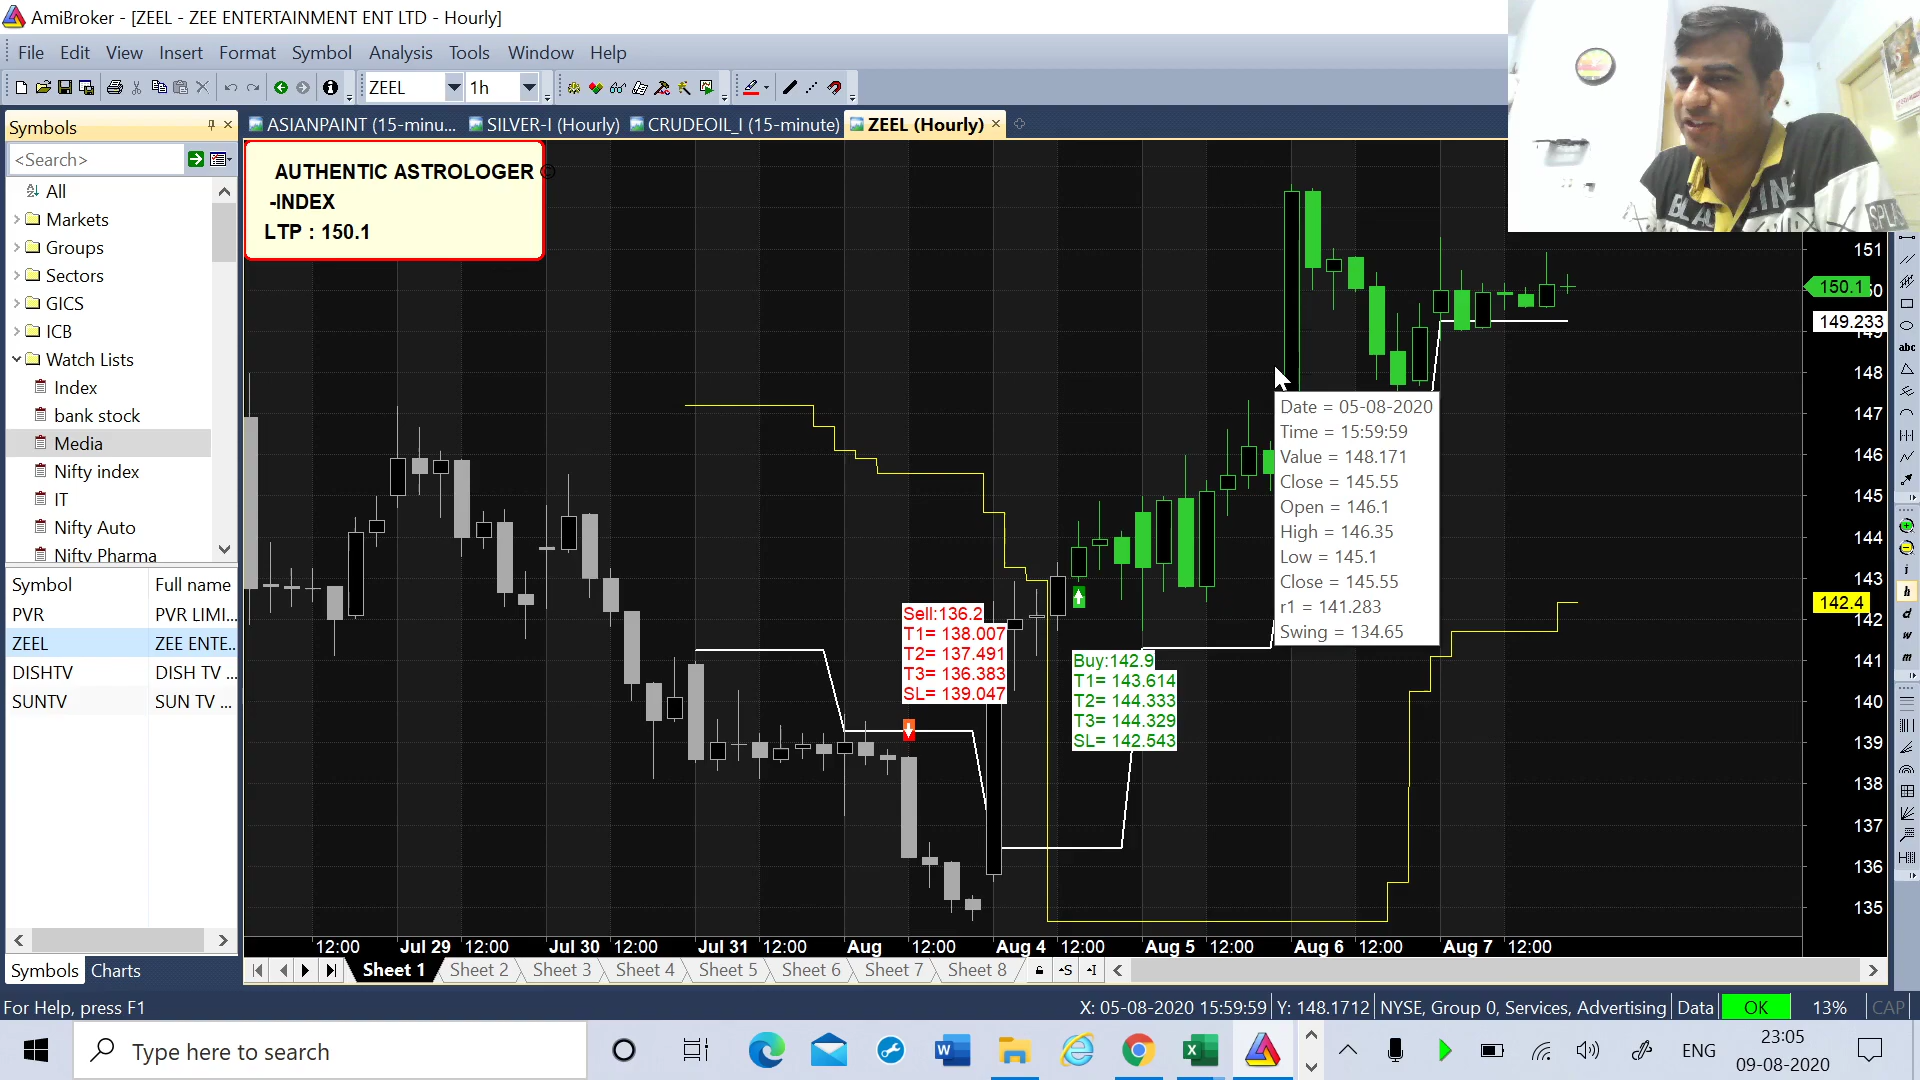 AmiBroker - [ZEEL - ZEE ENTERTAINMENT ENT LTD - Hourly]
File Edit View Insert Format Symbol Analysis Tools Window Help
ZEEL 1h
Symbols
ASIANPAINT (15-minu... SILVER-I (Hourly) CRUDEOIL_I (15-minute) ZEEL (Hourly)
<Search>
All
Markets
Groups
Sectors
GICS
ICB
Watch Lists
Index
bank stock
Media
Nifty index
IT
Nifty Auto
Nifty Pharma
Symbol Full name
PVR PVR LIMI...
ZEEL ZEE ENTE...
DISHTV DISH TV ...
SUNTV SUN TV ...
Symbols Charts
AUTHENTIC ASTROLOGER ©
-INDEX
LTP : 150.1
Sell:136.2
T1= 138.007
T2= 137.491
T3= 136.383
SL= 139.047
Buy:142.9
T1= 143.614
T2= 144.333
T3= 144.329
SL= 142.543
Date = 05-08-2020
Time = 15:59:59
Value = 148.171
Close = 145.55
Open = 146.1
High = 146.35
Low = 145.1
Close = 145.55
r1 = 141.283
Swing = 134.65
151
150.1
149.233
148
147
146
145
144
143
142.4
142
141
140
139
138
137
136
135
abc
i
h
d
w
m
12:00 Jul 29 12:00 Jul 30 12:00 Jul 31 12:00 Aug 12:00 Aug 4 12:00 Aug 5 12:00 Aug 6 12:00 Aug 7 12:00
Sheet 1 Sheet 2 Sheet 3 Sheet 4 Sheet 5 Sheet 6 Sheet 7 Sheet 8
For Help, press F1
X: 05-08-2020 15:59:59 Y: 148.1712 NYSE, Group 0, Services, Advertising Data OK 13% CAP
Type here to search
ENG
23:05
09-08-2020